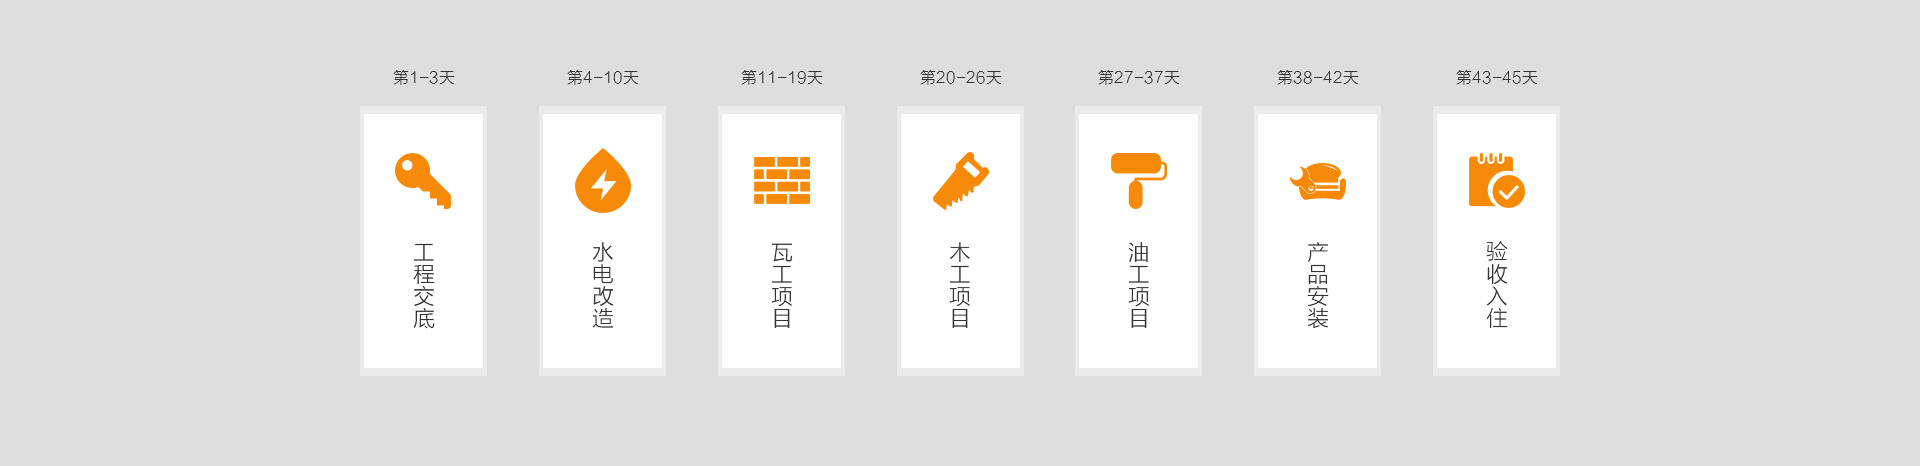 第1-3天
第4-10天
第11-19天
第20-26天
第27-37天
第38-42天
第43-45天
工程交底
水电改造
瓦工项目
木工项目
油工项目
产品安装
验收入住